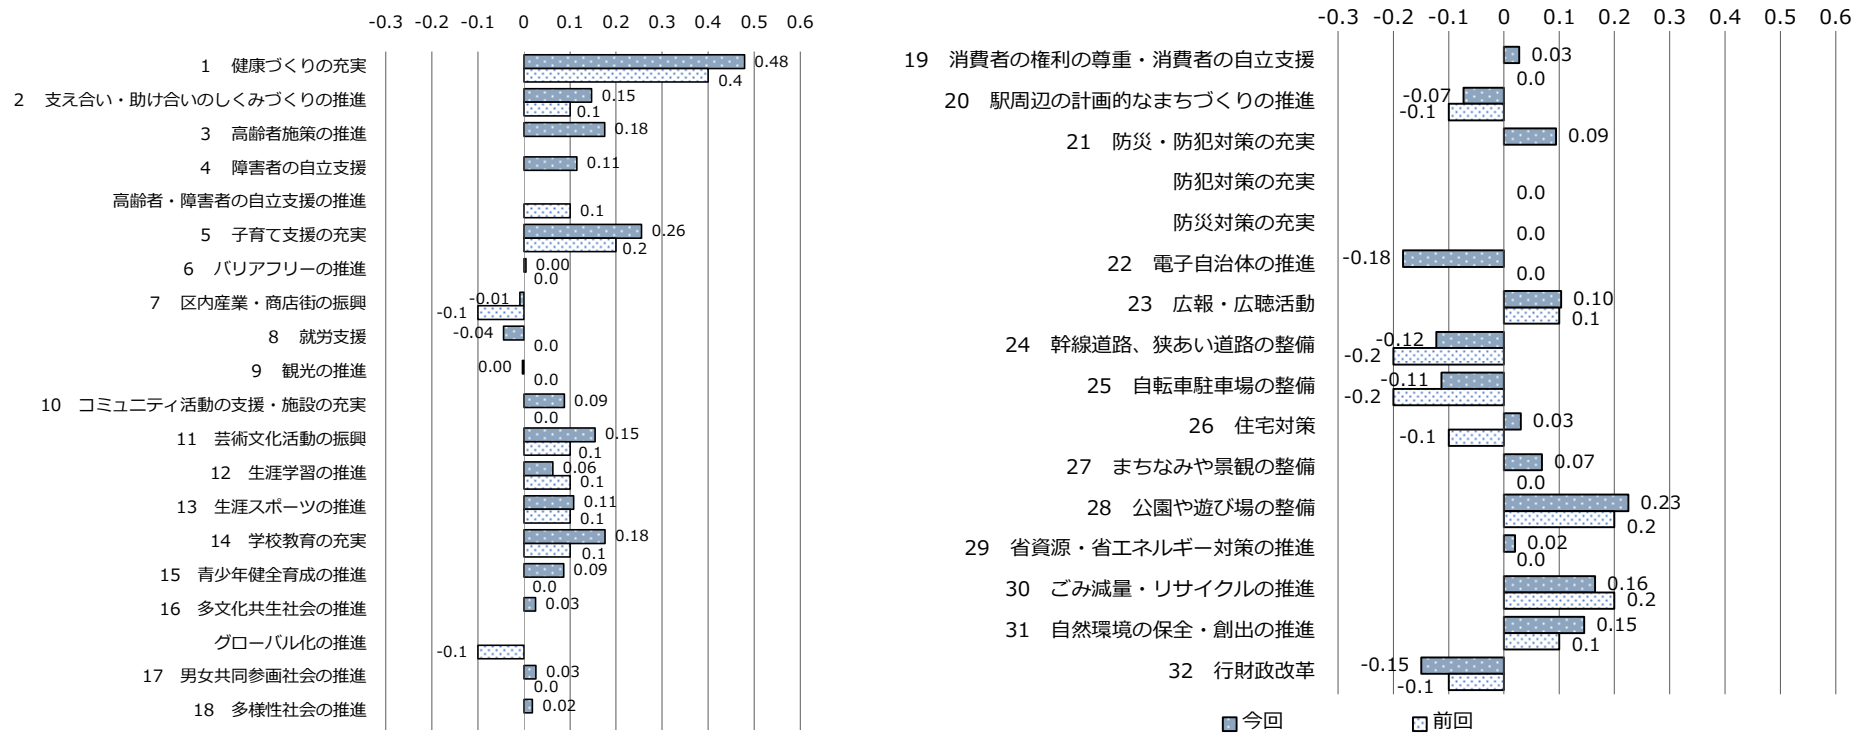 -0.3 -0.2 -0.1 0 0.1 0.2 0.3 0.4 0.5 0.6
1 健康づくりの充実 0.48
0.4
2 支え合い・助け合いのしくみづくりの推進 0.15
0.1
3 高齢者施策の推進 0.18
4 障害者の自立支援 0.11
高齢者・障害者の自立支援の推進 0.1
5 子育て支援の充実 0.26
0.2
6 バリアフリーの推進 0.00
0.0
7 区内産業・商店街の振興 -0.01
-0.1
8 就労支援 -0.04
0.0
9 観光の推進 0.00
0.0
10 コミュニティ活動の支援・施設の充実 0.09
0.0
11 芸術文化活動の振興 0.15
0.1
12 生涯学習の推進 0.06
0.1
13 生涯スポーツの推進 0.11
0.1
14 学校教育の充実 0.18
0.1
15 青少年健全育成の推進 0.09
0.0
16 多文化共生社会の推進 0.03
グローバル化の推進 -0.1
17 男女共同参画社会の推進 0.03
0.0
18 多様性社会の推進 0.02
-0.3 -0.2 -0.1 0 0.1 0.2 0.3 0.4 0.5 0.6
19 消費者の権利の尊重・消費者の自立支援 0.03
0.0
20 駅周辺の計画的なまちづくりの推進 -0.07
-0.1
21 防災・防犯対策の充実 0.09
防犯対策の充実 0.0
防災対策の充実 0.0
22 電子自治体の推進 -0.18
0.0
23 広報・広聴活動 0.10
0.1
24 幹線道路、狭あい道路の整備 -0.12
-0.2
25 自転車駐車場の整備 -0.11
-0.2
26 住宅対策 0.03
-0.1
27 まちなみや景観の整備 0.07
0.0
28 公園や遊び場の整備 0.23
0.2
29 省資源・省エネルギー対策の推進 0.02
0.0
30 ごみ減量・リサイクルの推進 0.16
0.2
31 自然環境の保全・創出の推進 0.15
0.1
32 行財政改革 -0.15
-0.1
今回 前回